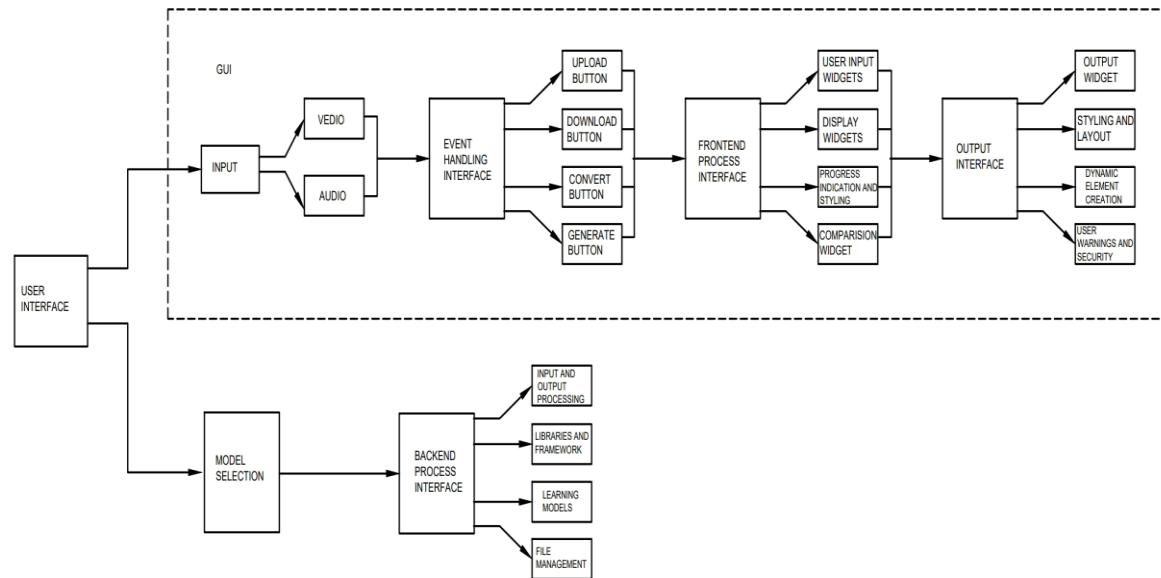 GUI
INPUT
VEDIO
AUDIO
EVENT
HANDLING
INTERFACE
UPLOAD
BUTTON
DOWNLOAD
BUTTON
CONVERT
BUTTON
GENERATE
BUTTON
FRONTEND
PROCESS
INTERFACE
USER INPUT
WIDGETS
DISPLAY
WIDGETS
PROGRESS
INDICATION AND
STYLING
COMPARISION
WIDGET
OUTPUT
INTERFACE
OUTPUT
WIDGET
STYLING AND
LAYOUT
DYNAMIC
ELEMENT
CREATION
USER
WARNINGS AND
SECURITY
USER
INTERFACE
MODEL
SELECTION
BACKEND
PROCESS
INTERFACE
INPUT AND
OUTPUT
PROCESSING
LIBRARIES AND
FRAMEWORK
LEARNING
MODELS
FILE
MANAGEMENT